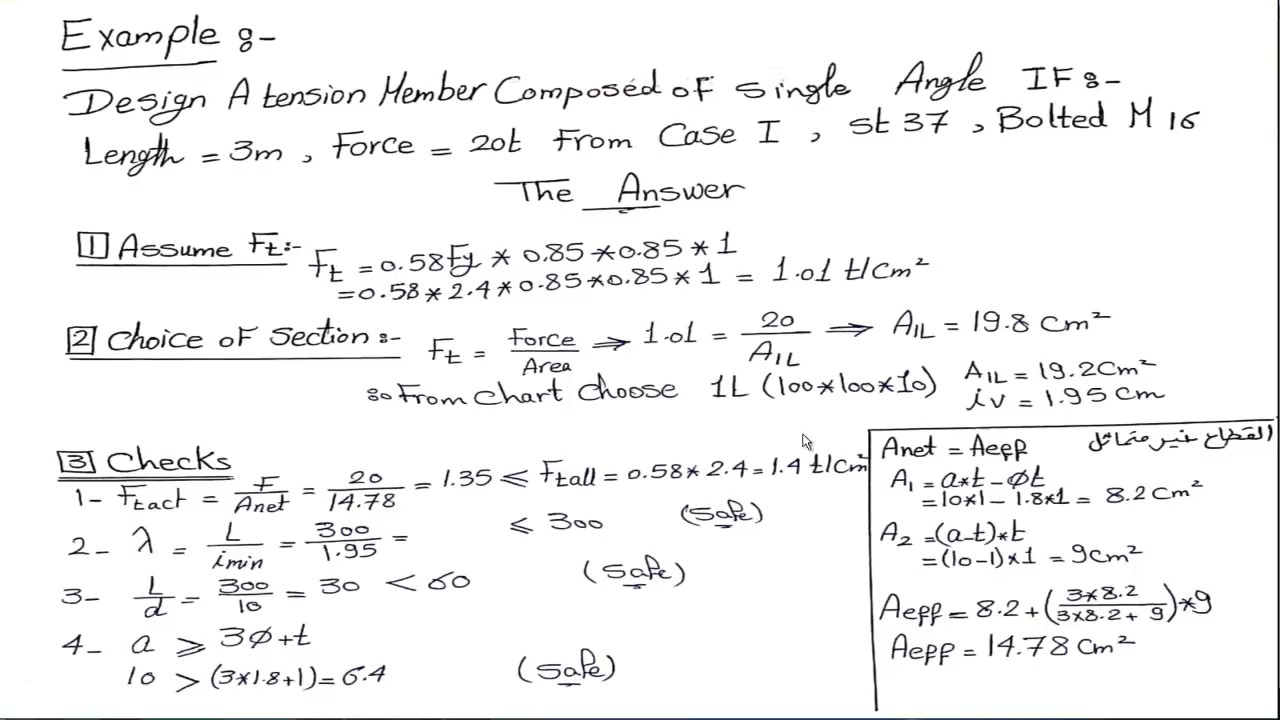 Example :-
Design A tension Member Composed of Single Angle IF :-
Length = 3m , Force = 20t From Case I , st 37 , Bolted M 16
The Answer
1 Assume Ft:-
Ft = 0.58Fy * 0.85 * 0.85 * 1
= 0.58 * 2.4 * 0.85 * 0.85 * 1 = 1.01 t/cm²
2 Choice of Section :- Ft = Force/Area ⇒ 1.01 = 20/A1L ⇒ A1L = 19.8 cm²
So From Chart choose 1L (100*100*10) A1L = 19.2 cm²
iv = 1.95 cm
3 Checks
1- Ftact = F/Anet = 20/14.78 = 1.35 ≤ Ftall = 0.58 * 2.4 = 1.4 t/cm²
(Safe)
2- λ = L/imin = 300/1.95 = ≤ 300
(Safe)
3- L/d = 300/10 = 30 < 60
4- a ⩾ 3Ø+t
10 > (3*1.8+1) = 6.4 (Safe)
Anet = Aeff القطاع غير متماثل
A1 = a*t - Øt
= 10*1 - 1.8*1 = 8.2 cm²
A2 = (a-t)*t
= (10-1)*1 = 9cm²
Aeff = 8.2 + (3*8.2/3*8.2+9)*9
Aeff = 14.78 cm²